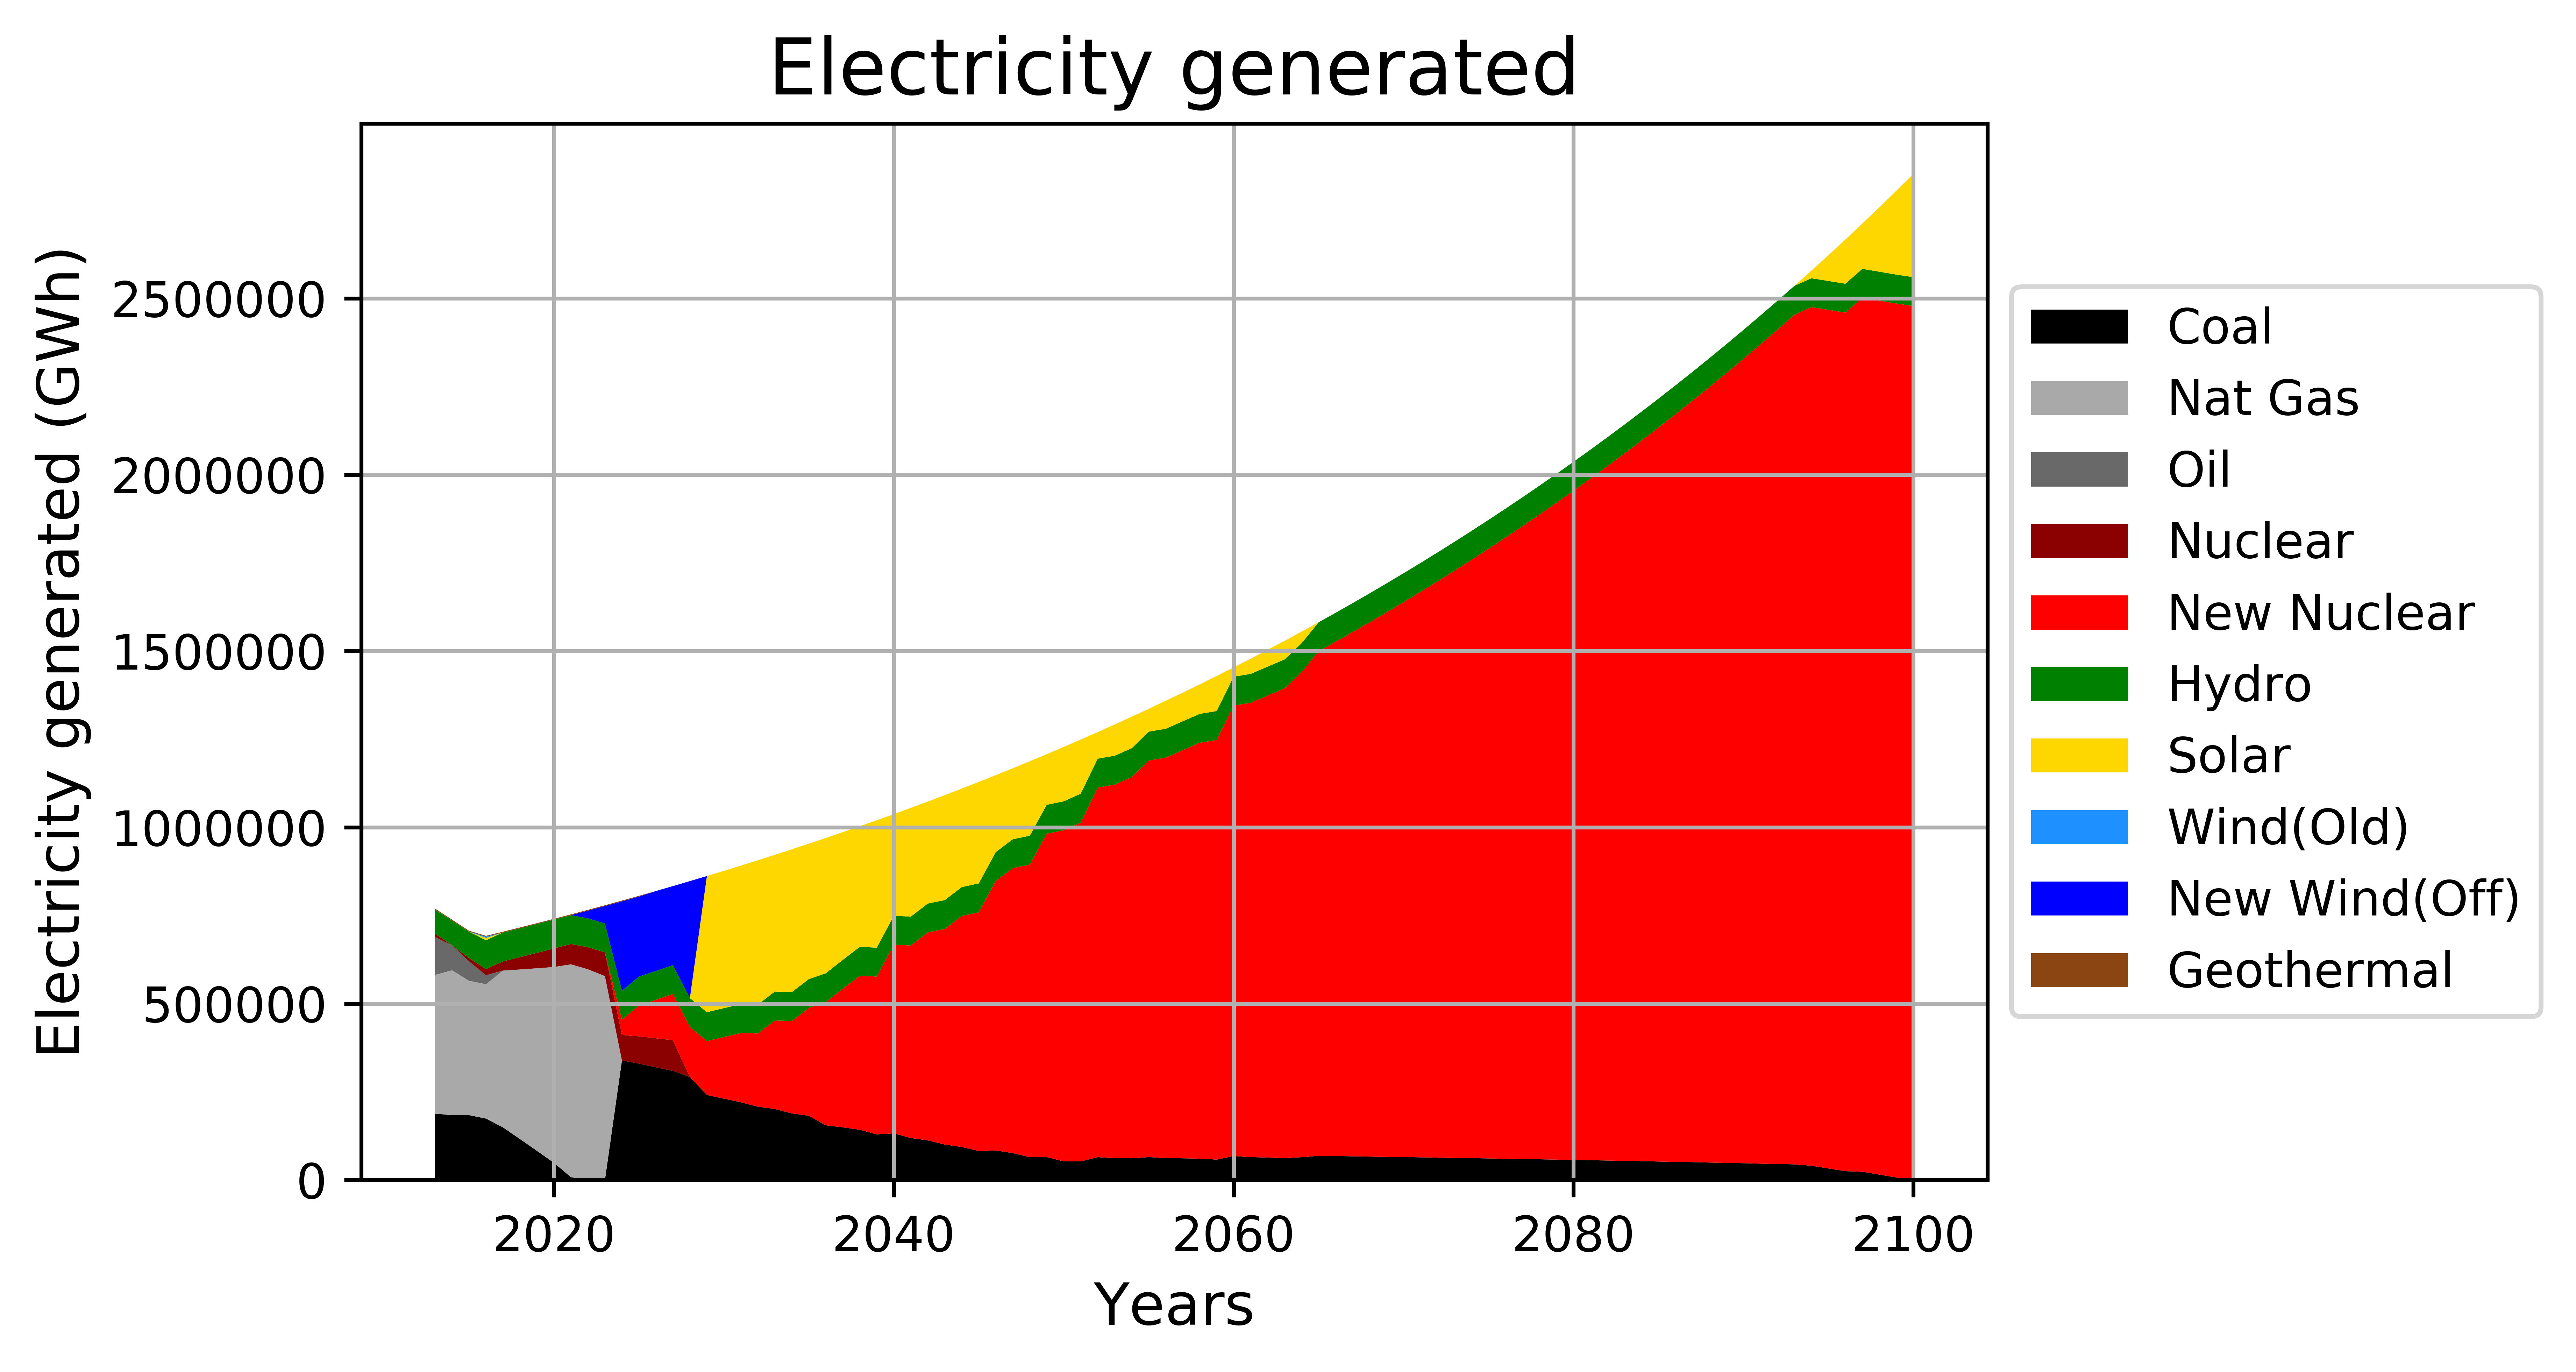 Electricity generated
Electricity generated (GWh)
2500000
2000000
1500000
1000000
500000
0
2020 2040 2060 2080 2100
Years
Coal
Nat Gas
Oil
Nuclear
New Nuclear
Hydro
Solar
Wind(Old)
New Wind(Off)
Geothermal